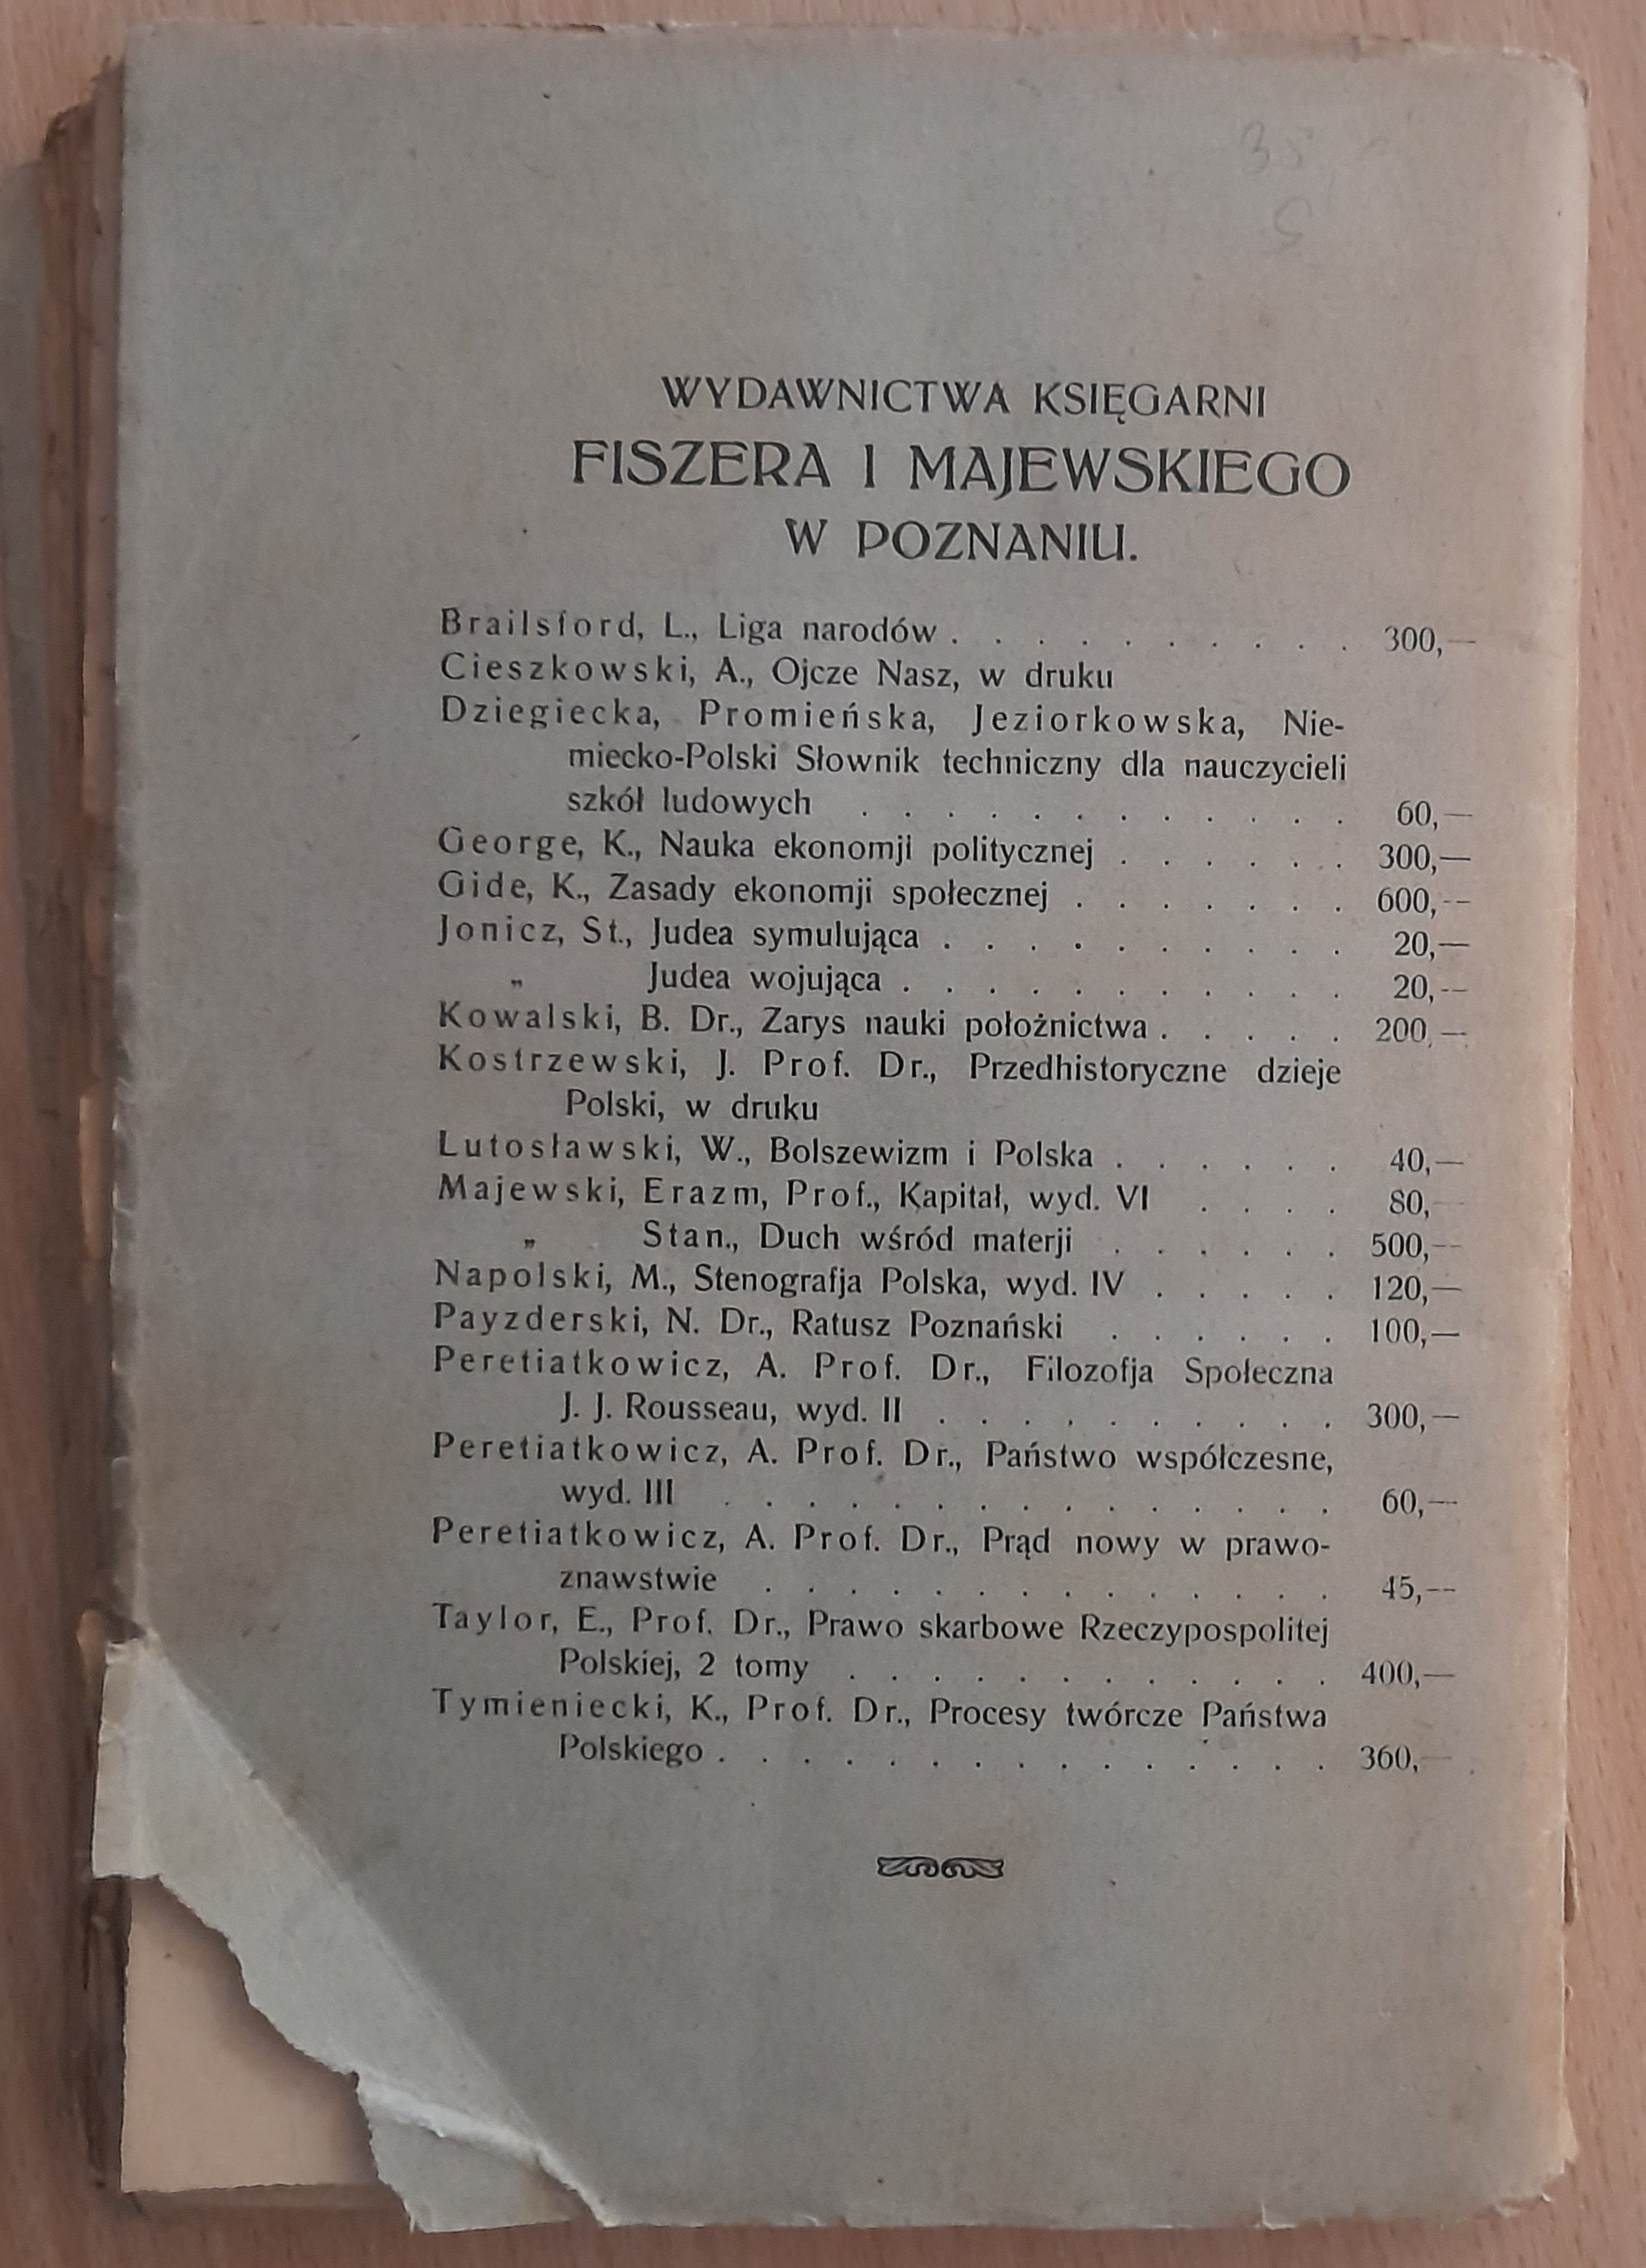 WYDAWNICTWA KSIĘGARNI
FISZERA I MAJEWSKIEGO
W POZNANIU.
Brailsford, L., Liga narodów . . . . . . . . . . 300,—
Cieszkowski, A., Ojcze Nasz, w druku
Dziegiecka, Promieńska, Jeziorkowska, Nie-
miecko-Polski Słownik techniczny dla nauczycieli
szkół ludowych . . . . . . . . . . . . 60,—
George, K., Nauka ekonomji politycznej . . . . . . 300,—
Gide, K., Zasady ekonomji społecznej . . . . . . . 600,—
Jonicz, St., Judea symulująca . . . . . . . . . . 20,—
„ Judea wojująca . . . . . . . . . . . 20,—
Kowalski, B. Dr., Zarys nauki położnictwa . . . . . 200,—
Kostrzewski, J. Prof. Dr., Przedhistoryczne dzieje
Polski, w druku
Lutosławski, W., Bolszewizm i Polska . . . . . . 40,—
Majewski, Erazm, Prof., Kapitał, wyd. VI . . . . 80,—
„ Stan., Duch wśród materji . . . . . . 500,—
Napolski, M., Stenografja Polska, wyd. IV . . . . . 120,—
Payzderski, N. Dr., Ratusz Poznański . . . . . . 100,—
Peretiatkowicz, A. Prof. Dr., Filozofja Społeczna
J. J. Rousseau, wyd. II . . . . . . . . . . 300,—
Peretiatkowicz, A. Prof. Dr., Państwo współczesne,
wyd. III . . . . . . . . . . . . . . . 60,—
Peretiatkowicz, A. Prof. Dr., Prąd nowy w prawo-
znawstwie . . . . . . . . . . . . . . 45,—
Taylor, E., Prof. Dr., Prawo skarbowe Rzeczypospolitej
Polskiej, 2 tomy . . . . . . . . . . . . 400,—
Tymieniecki, K., Prof. Dr., Procesy twórcze Państwa
Polskiego . . . . . . . . . . . . . . . 360,—